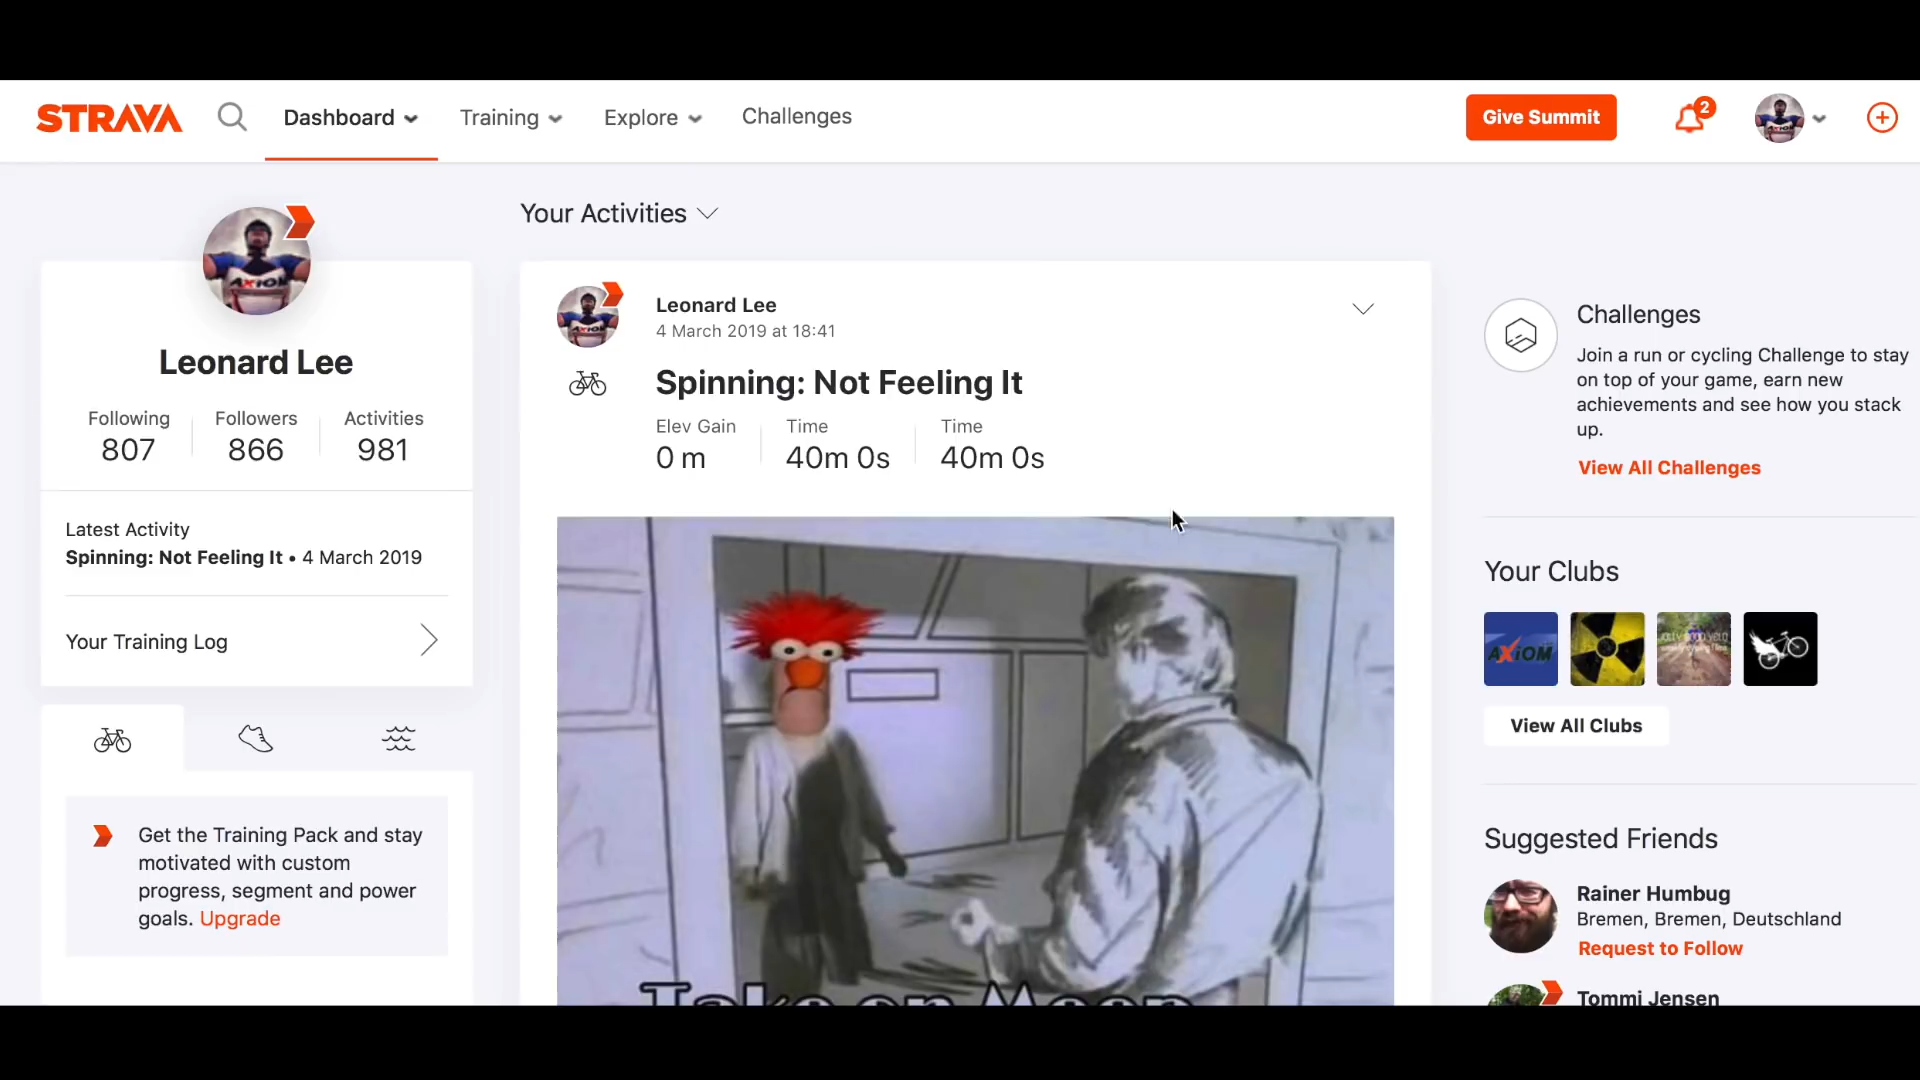 STRAVA
Dashboard
Training
Explore
Challenges
Give Summit
2
AXIOM
Leonard Lee
Following
Followers
Activities
807
866
981
Latest Activity
Spinning: Not Feeling It • 4 March 2019
Your Training Log
Get the Training Pack and stay
motivated with custom
progress, segment and power
goals. Upgrade
Your Activities
Leonard Lee
4 March 2019 at 18:41
Spinning: Not Feeling It
Elev Gain
Time
Time
0 m
40m 0s
40m 0s
Take on Meep
Challenges
Join a run or cycling Challenge to stay
on top of your game, earn new
achievements and see how you stack
up.
View All Challenges
Your Clubs
AXIOM
View All Clubs
Suggested Friends
Rainer Humbug
Bremen, Bremen, Deutschland
Request to Follow
Tommi Jensen